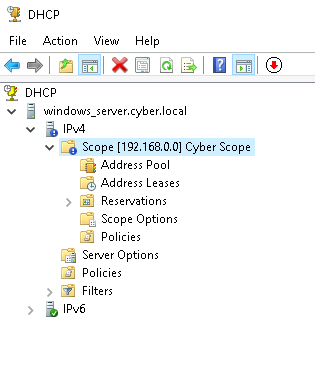 DHCP
File Action View Help
DHCP
windows_server.cyber.local
IPv4
Scope [192.168.0.0] Cyber Scope
Address Pool
Address Leases
Reservations
Scope Options
Policies
Server Options
Policies
Filters
IPv6